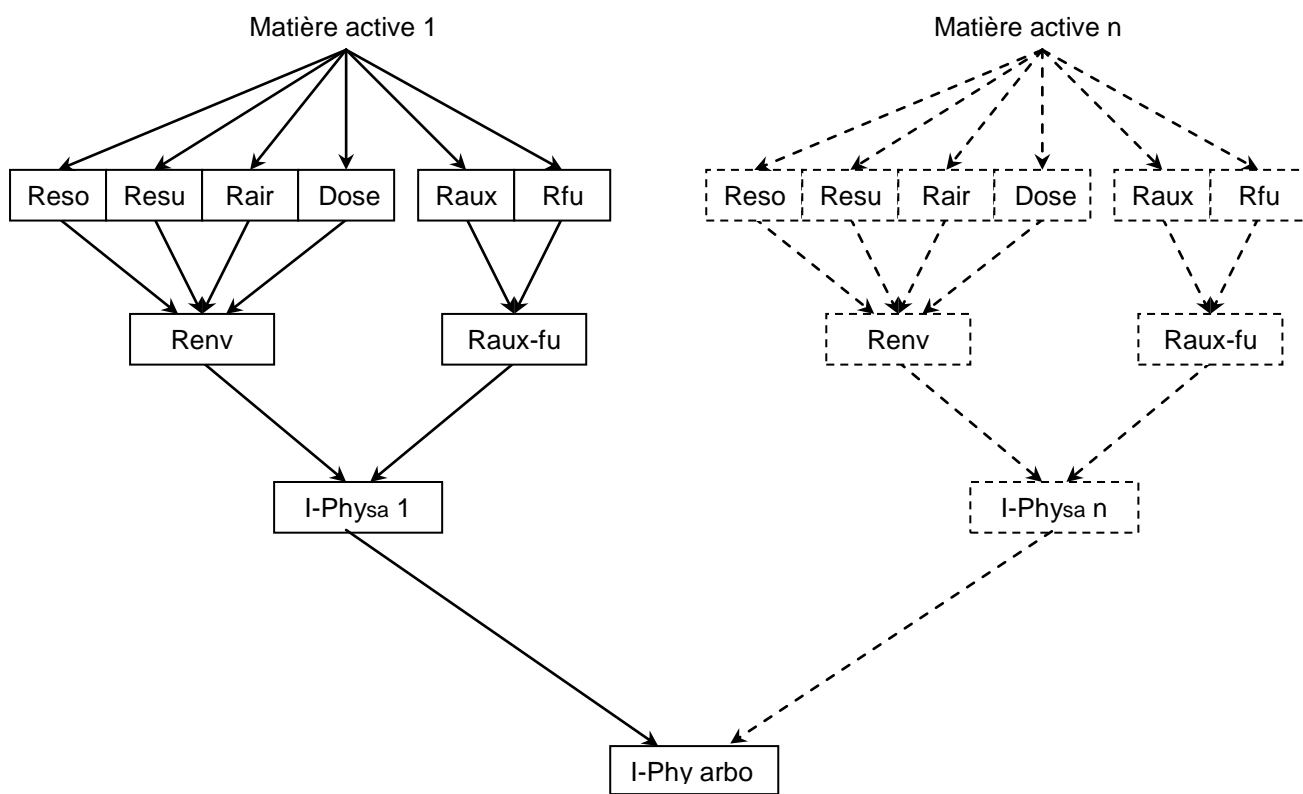 Matière active 1
Matière active n
Reso Resu Rair Dose Raux Rfu
Reso Resu Rair Dose Raux Rfu
Renv Raux-fu
Renv Raux-fu
I-Physa 1
I-Physa n
I-Phy arbo